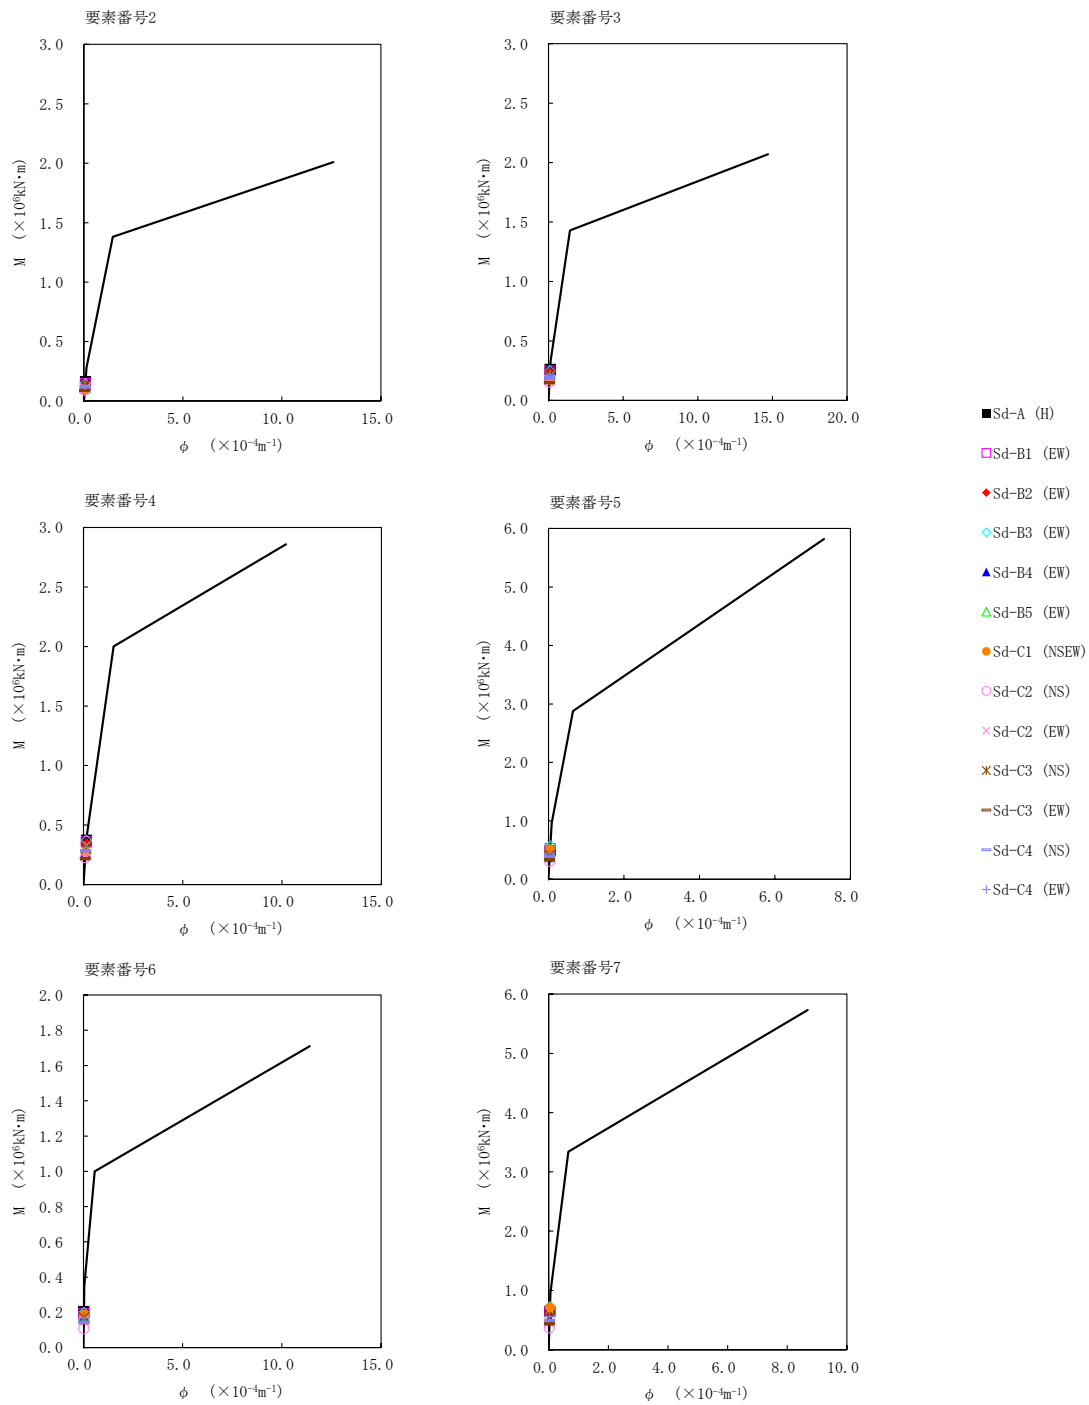 要素番号2
3.0
2.5
2.0
1.5
1.0
0.5
0.0
0.0 5.0 10.0 15.0
M (×10⁶kN・m)
φ (×10⁻⁴m⁻¹)
要素番号3
3.0
2.5
2.0
1.5
1.0
0.5
0.0
0.0 5.0 10.0 15.0 20.0
M (×10⁶kN・m)
φ (×10⁻⁴m⁻¹)
要素番号4
3.0
2.5
2.0
1.5
1.0
0.5
0.0
0.0 5.0 10.0 15.0
M (×10⁶kN・m)
φ (×10⁻⁴m⁻¹)
要素番号5
6.0
5.0
4.0
3.0
2.0
1.0
0.0
0.0 2.0 4.0 6.0 8.0
M (×10⁶kN・m)
φ (×10⁻⁴m⁻¹)
要素番号6
2.0
1.8
1.6
1.4
1.2
1.0
0.8
0.6
0.4
0.2
0.0
0.0 5.0 10.0 15.0
M (×10⁶kN・m)
φ (×10⁻⁴m⁻¹)
要素番号7
6.0
5.0
4.0
3.0
2.0
1.0
0.0
0.0 2.0 4.0 6.0 8.0 10.0
M (×10⁶kN・m)
φ (×10⁻⁴m⁻¹)
Sd-A (H)
Sd-B1 (EW)
Sd-B2 (EW)
Sd-B3 (EW)
Sd-B4 (EW)
Sd-B5 (EW)
Sd-C1 (NSEW)
Sd-C2 (NS)
Sd-C2 (EW)
Sd-C3 (NS)
Sd-C3 (EW)
Sd-C4 (NS)
Sd-C4 (EW)